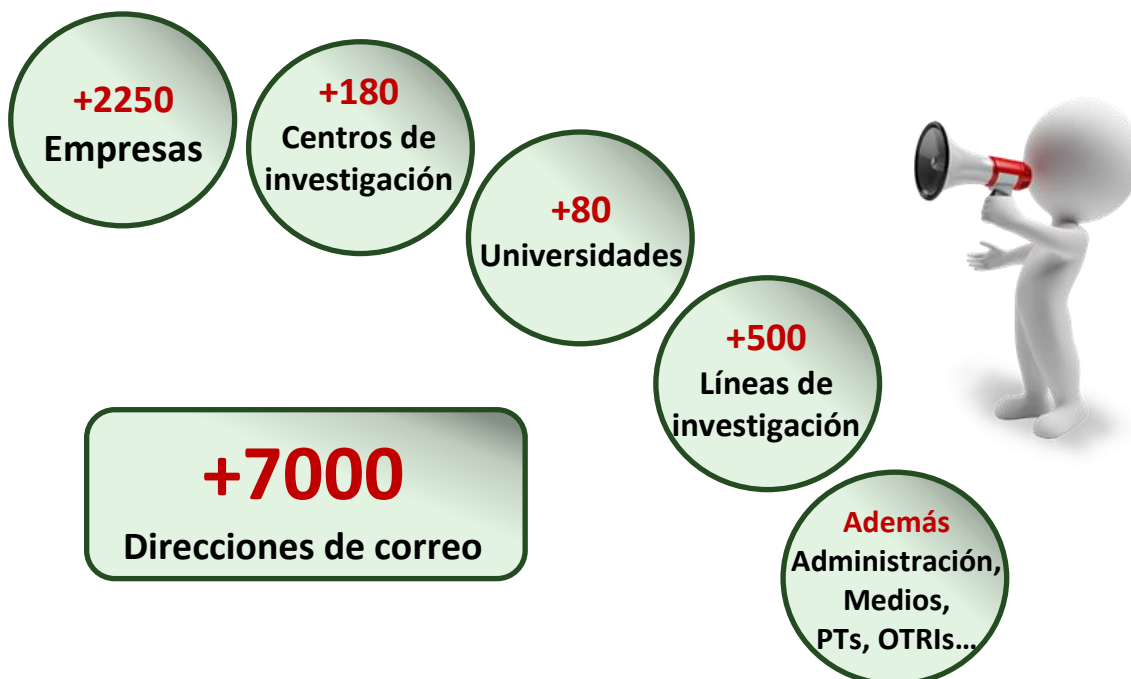 +2250
Empresas
+180
Centros de
investigación
+80
Universidades
+500
Líneas de
investigación
+7000
Direcciones de correo
Además
Administración,
Medios,
PTs, OTRIs…